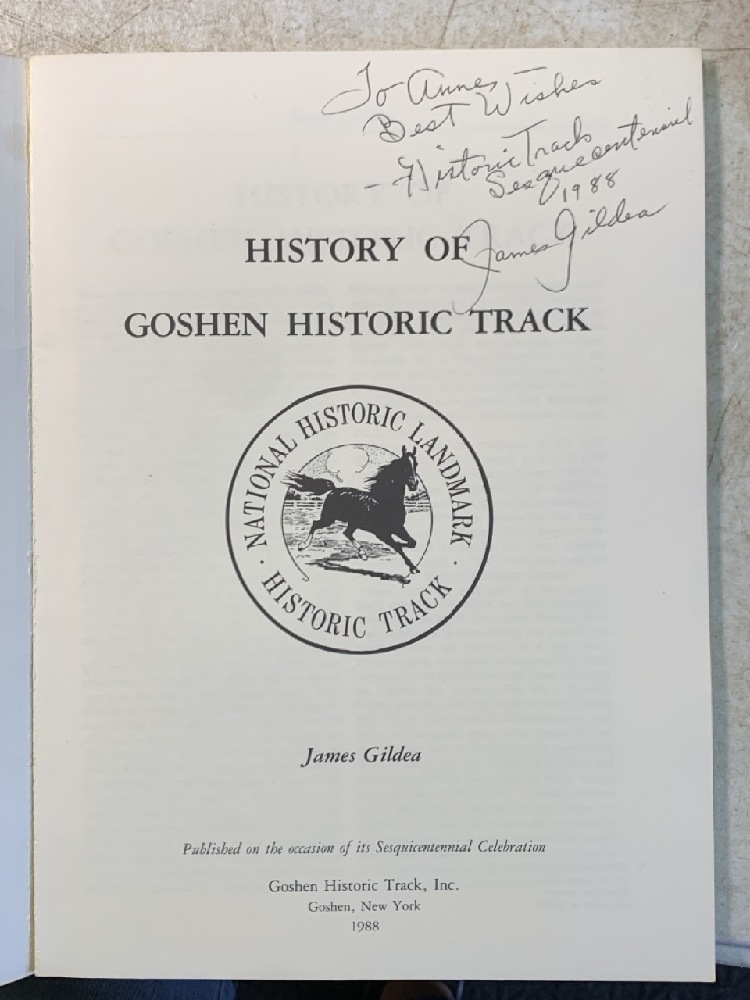 To Anne,
Best Wishes
- Historic Track
Sesquecentennial
1988
James Gildea
HISTORY OF
GOSHEN HISTORIC TRACK
· NATIONAL HISTORIC LANDMARK ·
HISTORIC TRACK
James Gildea
Published on the occasion of its Sesquicentennial Celebration
Goshen Historic Track, Inc.
Goshen, New York
1988